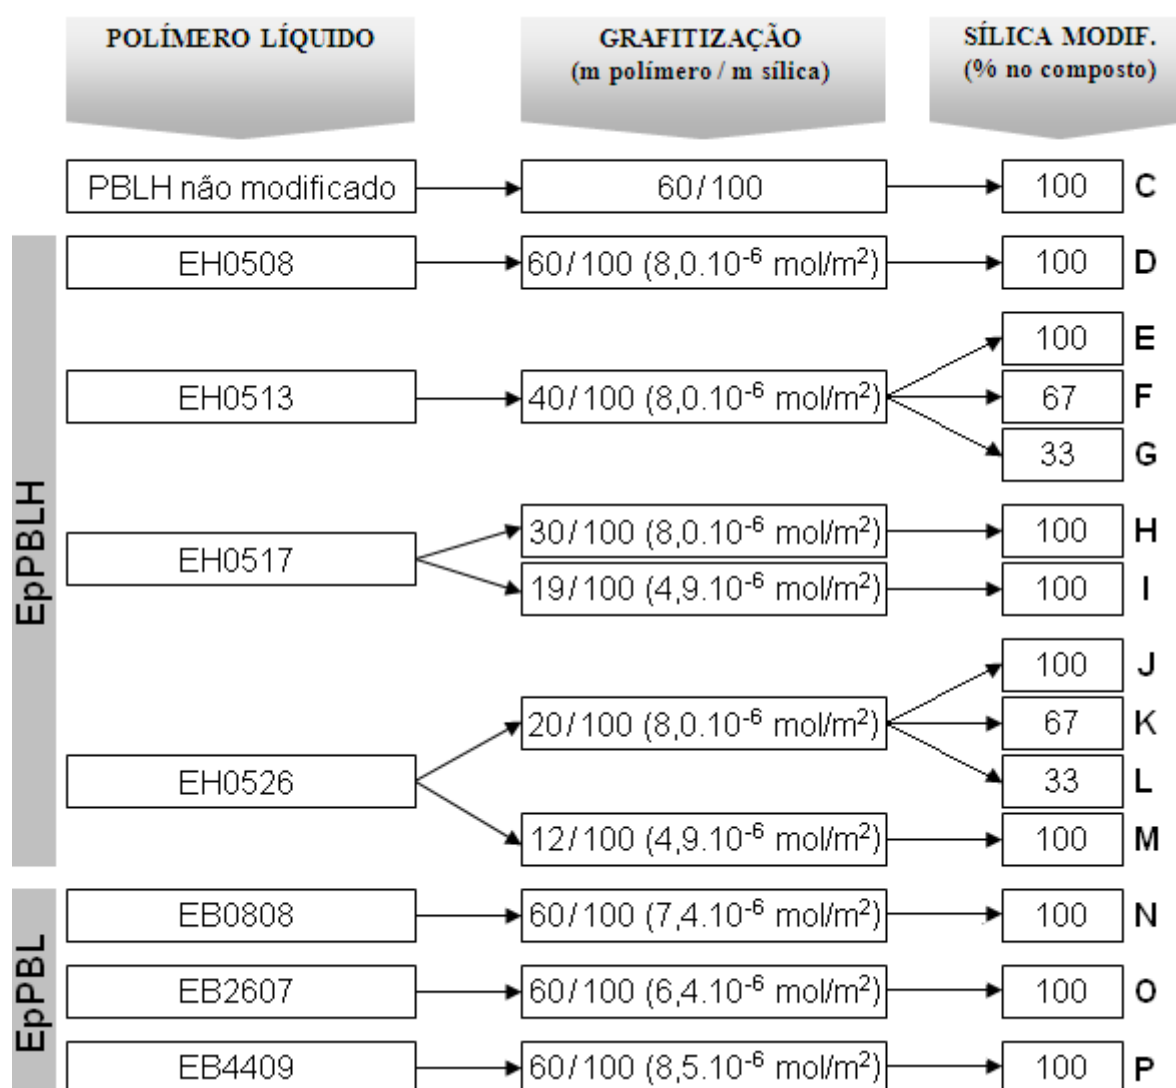 POLÍMERO LÍQUIDO
GRAFITIZAÇÃO
(m polímero / m sílica)
SÍLICA MODIF.
(% no composto)
PBLH não modificado
60/100
100
C
EpPBLH
EH0508
60/100 (8,0.10⁻⁶ mol/m²)
100
D
EH0513
40/100 (8,0.10⁻⁶ mol/m²)
100
E
67
F
33
G
EH0517
30/100 (8,0.10⁻⁶ mol/m²)
100
H
19/100 (4,9.10⁻⁶ mol/m²)
100
I
EH0526
20/100 (8,0.10⁻⁶ mol/m²)
100
J
67
K
33
L
12/100 (4,9.10⁻⁶ mol/m²)
100
M
EpPBL
EB0808
60/100 (7,4.10⁻⁶ mol/m²)
100
N
EB2607
60/100 (6,4.10⁻⁶ mol/m²)
100
O
EB4409
60/100 (8,5.10⁻⁶ mol/m²)
100
P